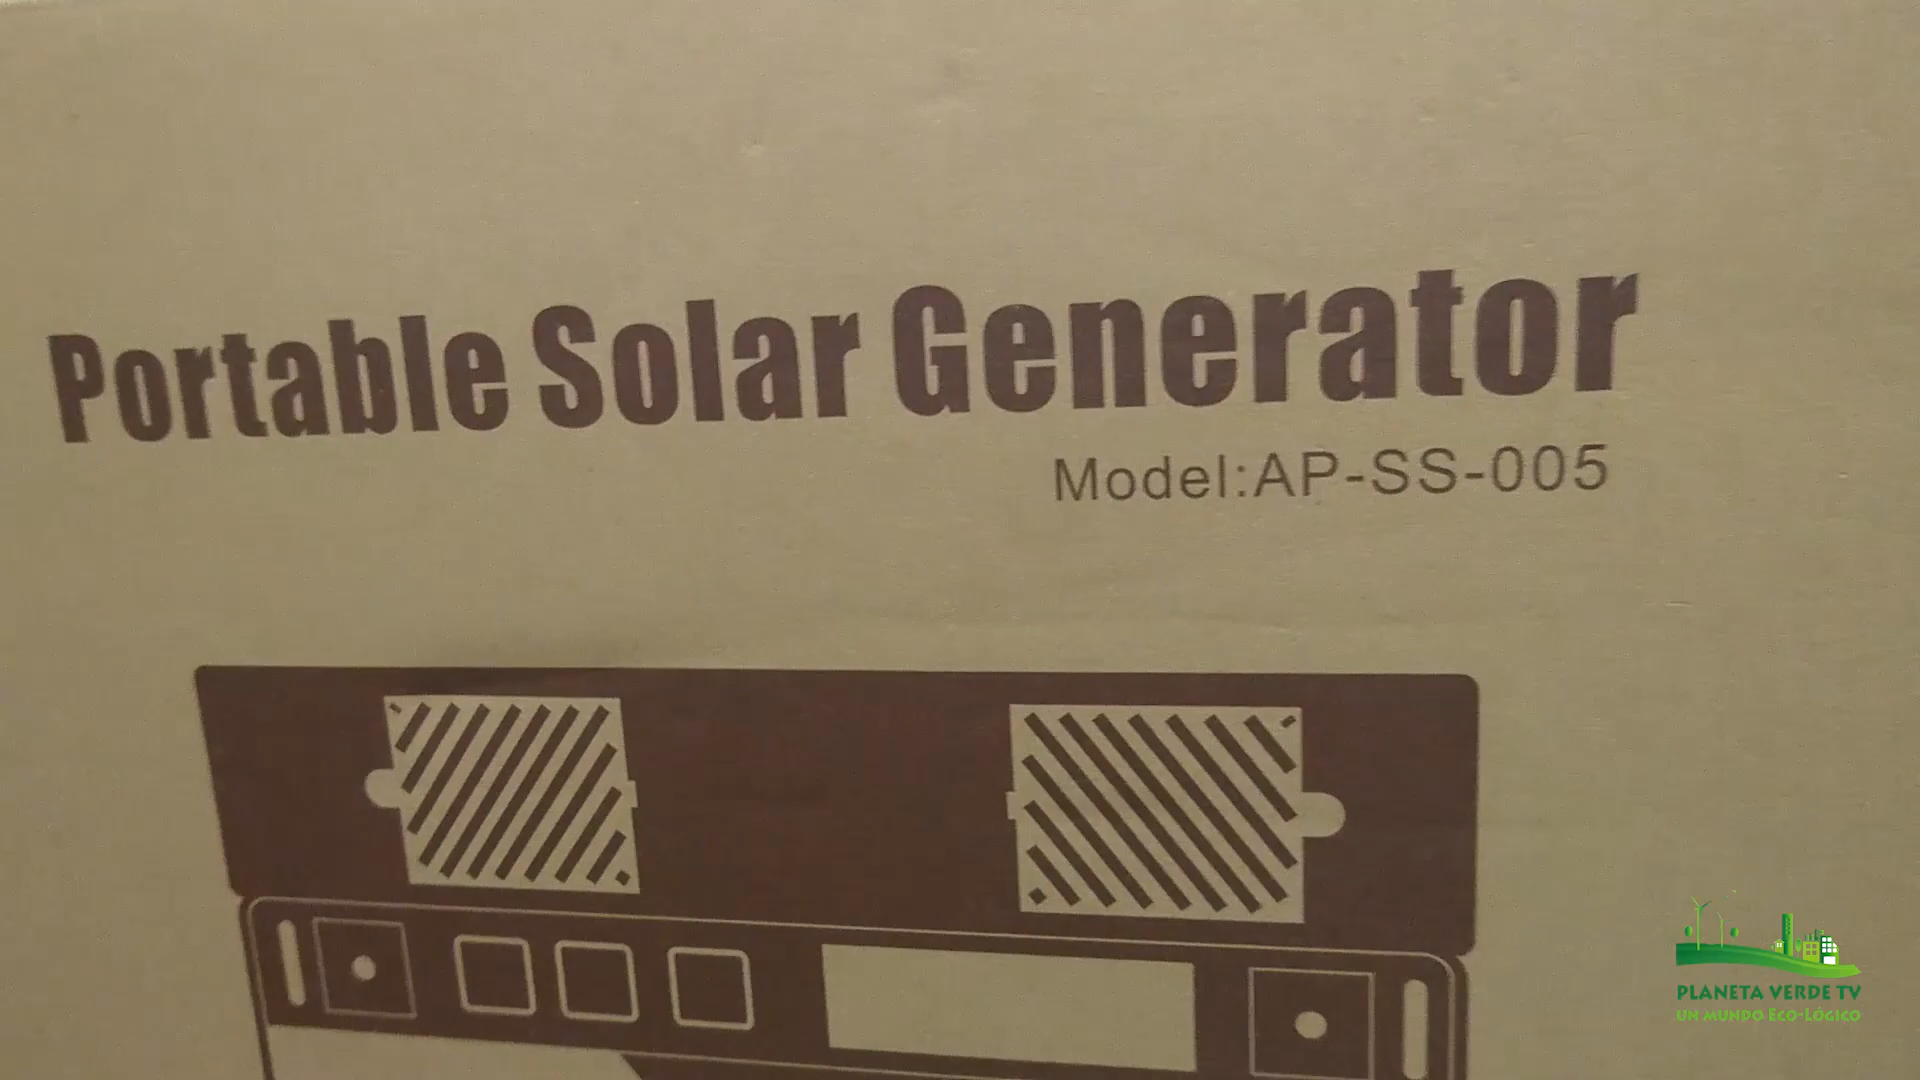 Portable Solar Generator
Model:AP-SS-005
PLANETA VERDE TV
UN MUNDO ECO-LÓGICO